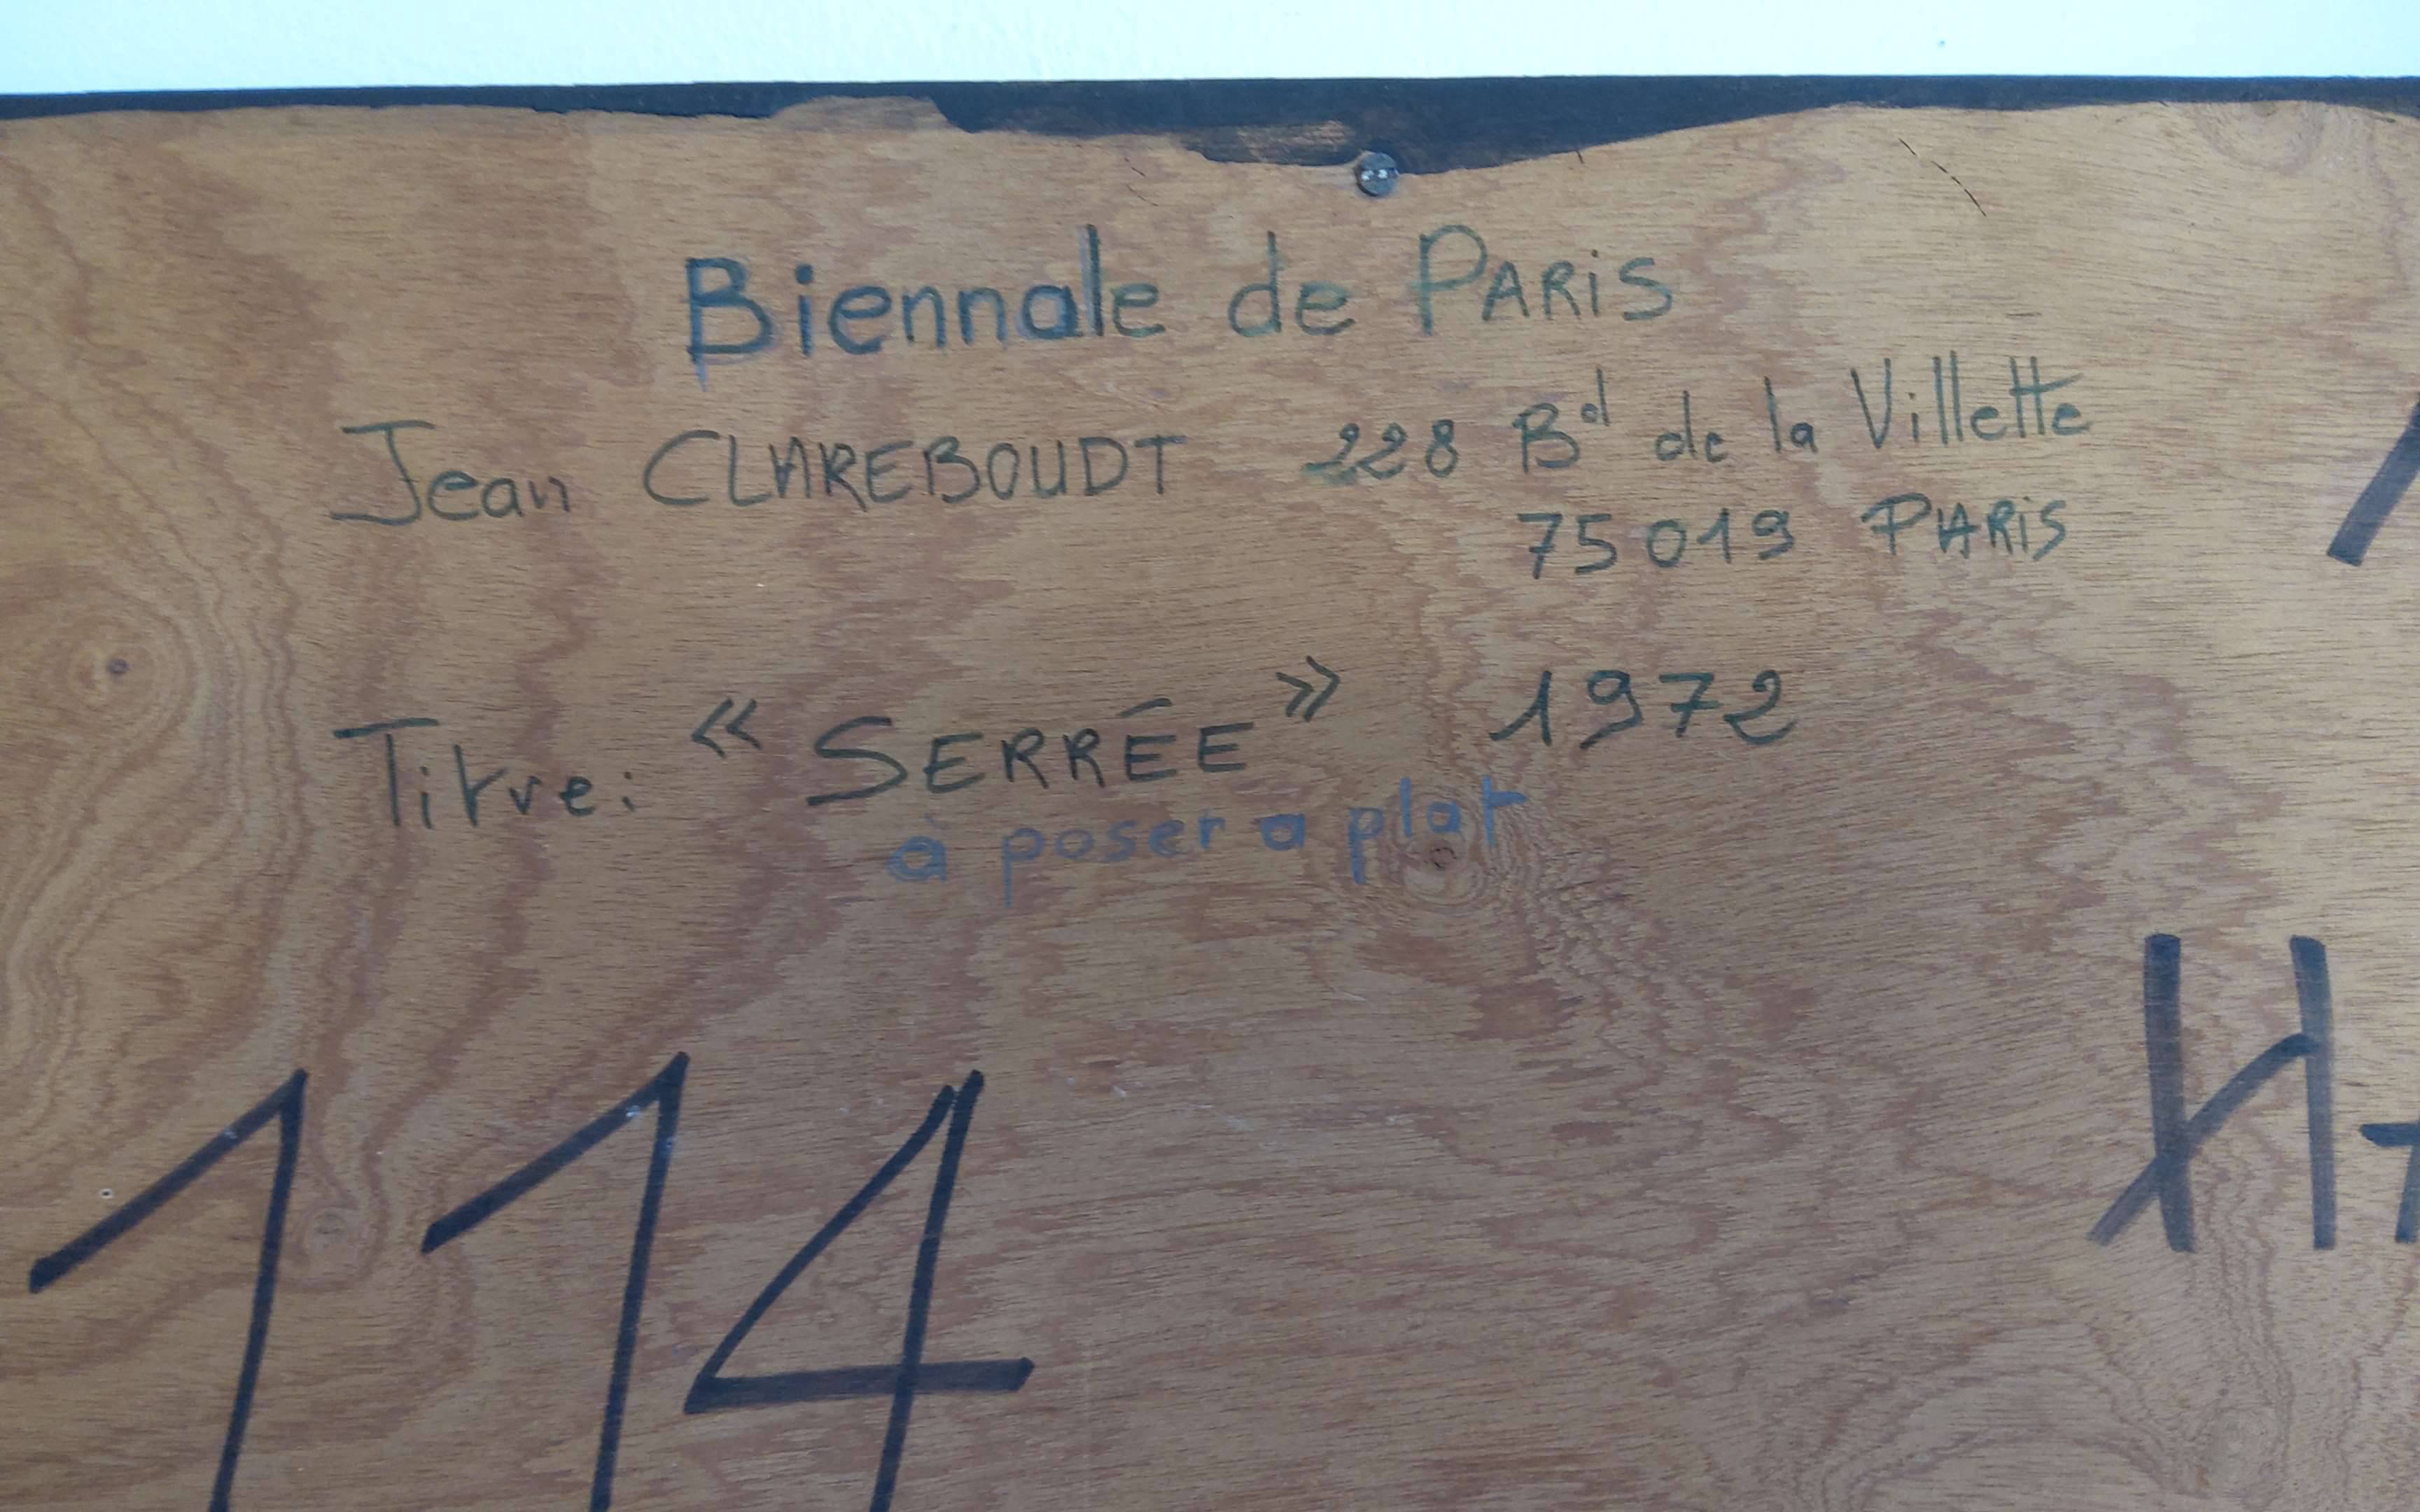 Biennale de PARIS
Jean CLAREBOUDT 228 Bd de la Villette
75019 PARIS
Titre: « SERRÉE » 1972
à poser a plat
114
H